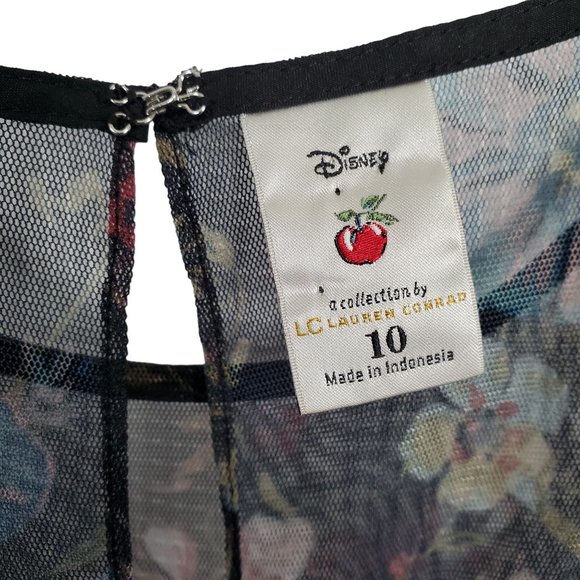 Disney
a collection by
LC LAUREN CONRAD
10
Made in Indonesia